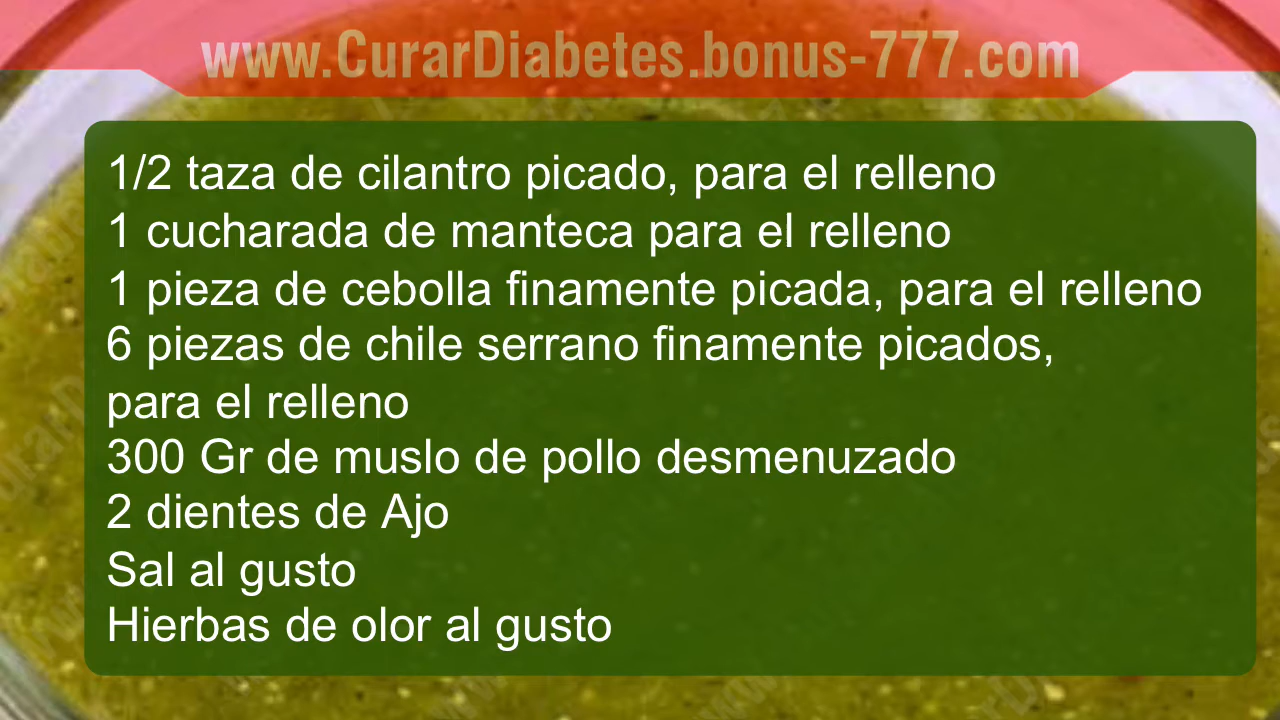 www.CurarDiabetes.bonus-777.com
1/2 taza de cilantro picado, para el relleno
1 cucharada de manteca para el relleno
1 pieza de cebolla finamente picada, para el relleno
6 piezas de chile serrano finamente picados,
para el relleno
300 Gr de muslo de pollo desmenuzado
2 dientes de Ajo
Sal al gusto
Hierbas de olor al gusto